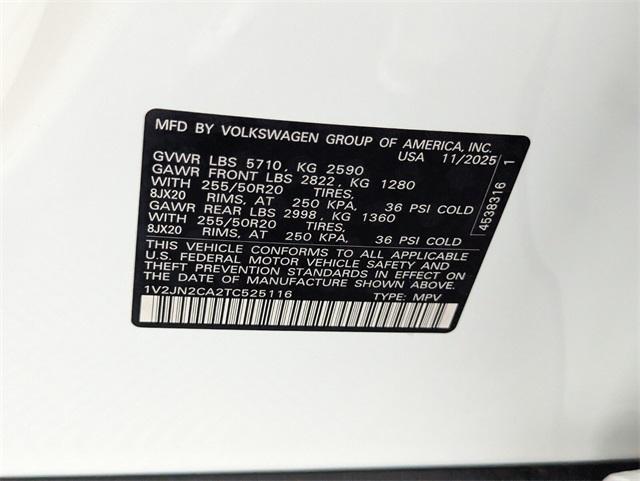 MFD BY VOLKSWAGEN GROUP OF AMERICA, INC.
USA 11/2025
GVWR LBS 5710, KG 2590
GAWR FRONT LBS 2822, KG 1280
WITH 255/50R20 TIRES,
8JX20 RIMS, AT 250 KPA, 36 PSI COLD
GAWR REAR LBS 2998, KG 1360
WITH 255/50R20 TIRES,
8JX20 RIMS, AT 250 KPA, 36 PSI COLD
THIS VEHICLE CONFORMS TO ALL APPLICABLE
U.S. FEDERAL MOTOR VEHICLE SAFETY AND
THEFT PREVENTION STANDARDS IN EFFECT ON
THE DATE OF MANUFACTURE SHOWN ABOVE.
1V2JN2CA2TC525116 TYPE: MPV
4538316 1